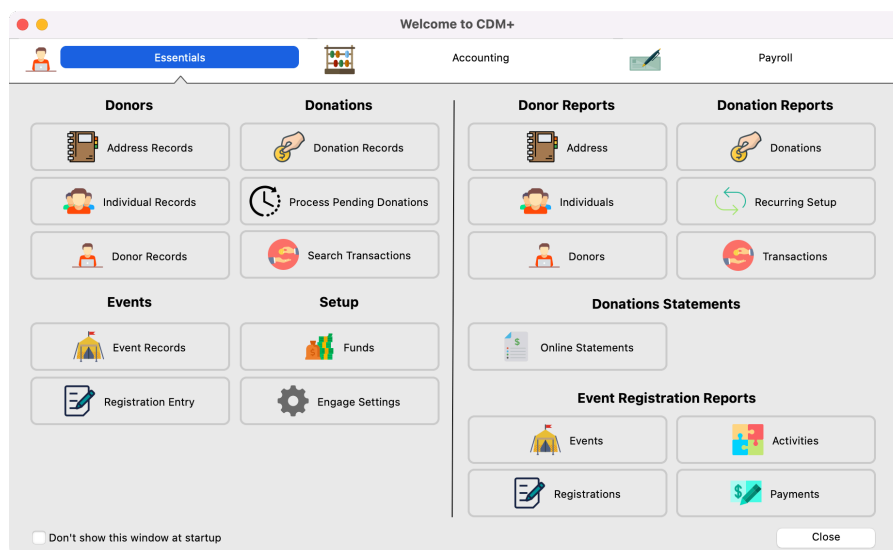 Welcome to CDM+
Essentials
Accounting
Payroll
Donors
Donations
Address Records
Donation Records
Individual Records
Process Pending Donations
Donor Records
Search Transactions
Events
Setup
Event Records
Funds
Registration Entry
Engage Settings
Donor Reports
Donation Reports
Address
Donations
Individuals
Recurring Setup
Donors
Transactions
Donations Statements
Online Statements
Event Registration Reports
Events
Activities
Registrations
Payments
Don't show this window at startup
Close